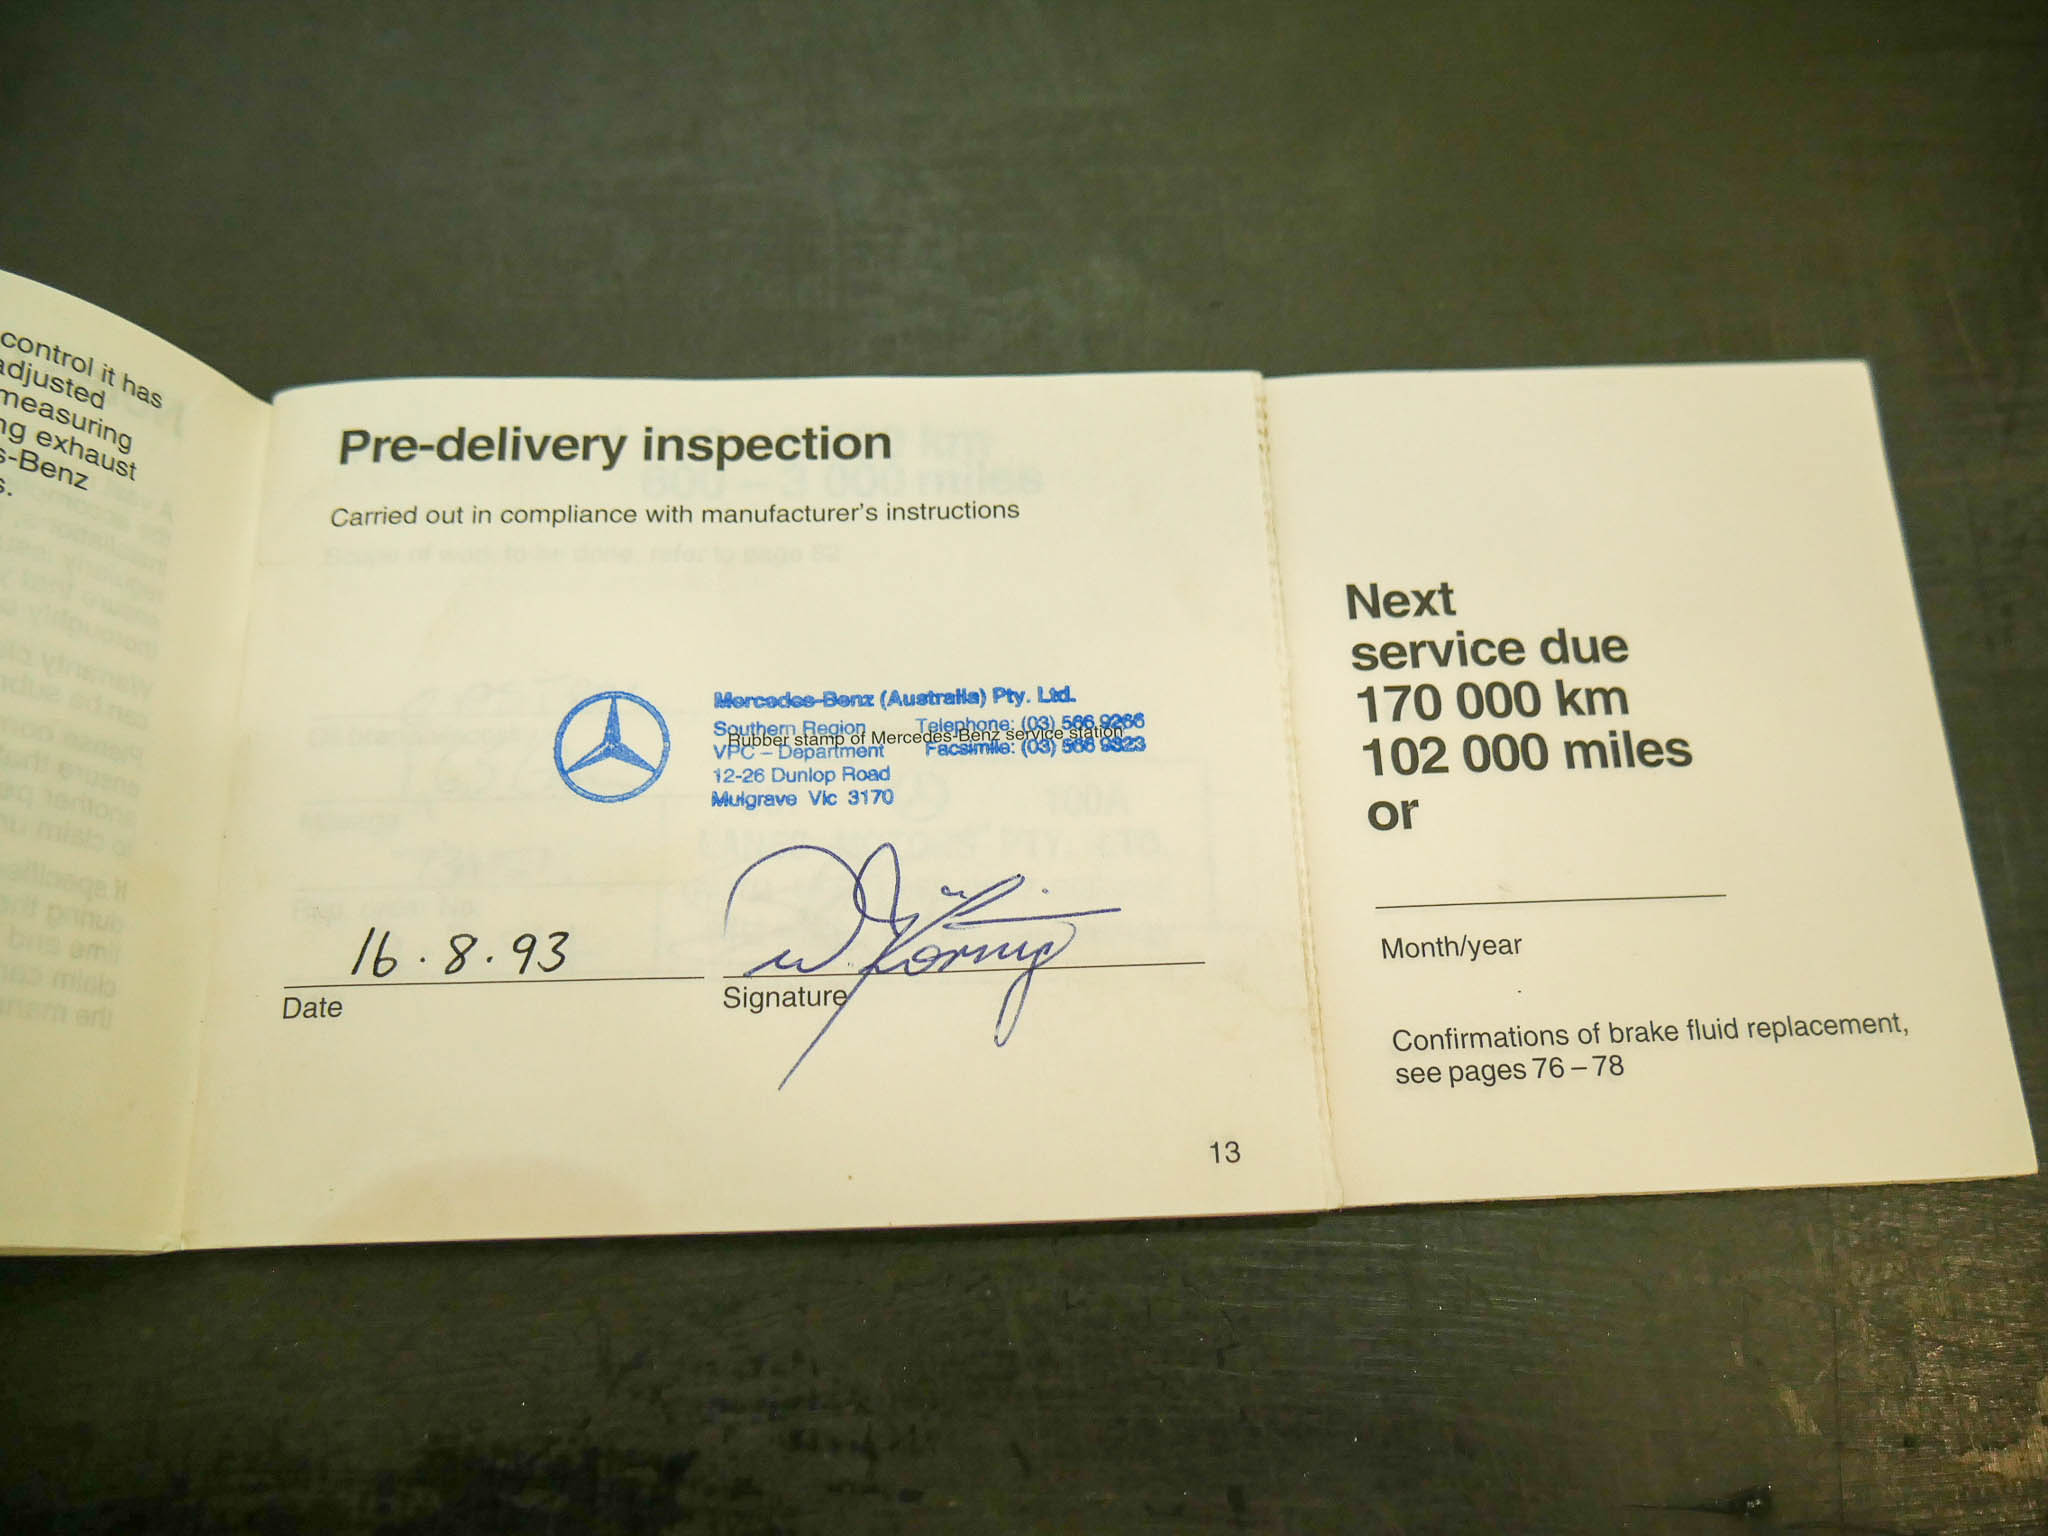 control it has
adjusted
measuring
ng exhaust
s-Benz
s.
Pre-delivery inspection
Carried out in compliance with manufacturer's instructions
Mercedes-Benz (Australia) Pty. Ltd.
Southern Region Telephone: (03) 566 9266
Rubber stamp of Mercedes-Benz service station
VPC – Department Facsimile: (03) 566 9323
12-26 Dunlop Road
Mulgrave Vic 3170
16.8.93
Date
Signature
13
Next
service due
170 000 km
102 000 miles
or
Month/year
Confirmations of brake fluid replacement,
see pages 76 – 78